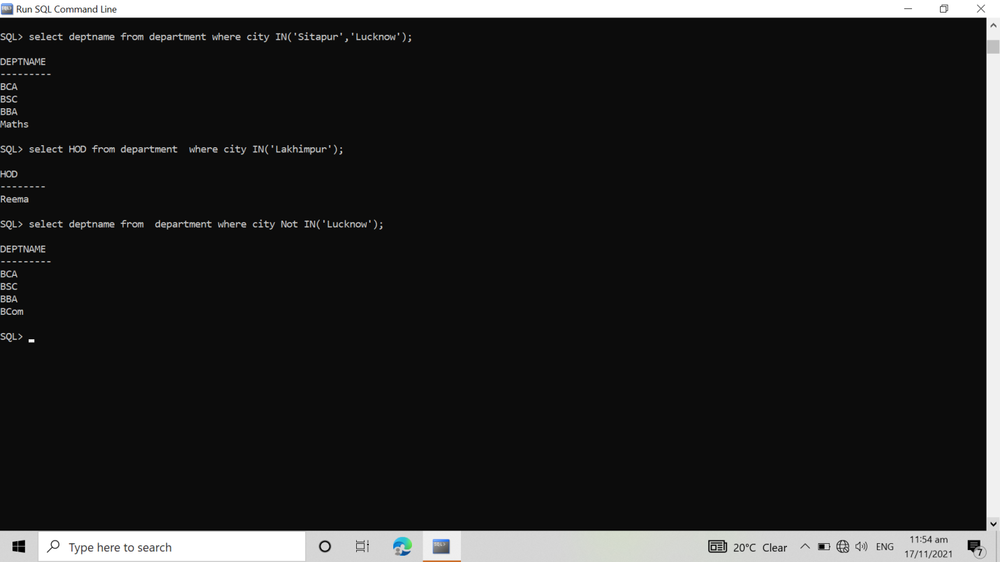 Run SQL Command Line
SQL> select deptname from department where city IN('Sitapur','Lucknow');
DEPTNAME
---------
BCA
BSC
BBA
Maths
SQL> select HOD from department  where city IN('Lakhimpur');
HOD
--------
Reema
SQL> select deptname from  department where city Not IN('Lucknow');
DEPTNAME
---------
BCA
BSC
BBA
BCom
SQL>
Type here to search
20°C Clear
ENG
11:54 am
17/11/2021
7